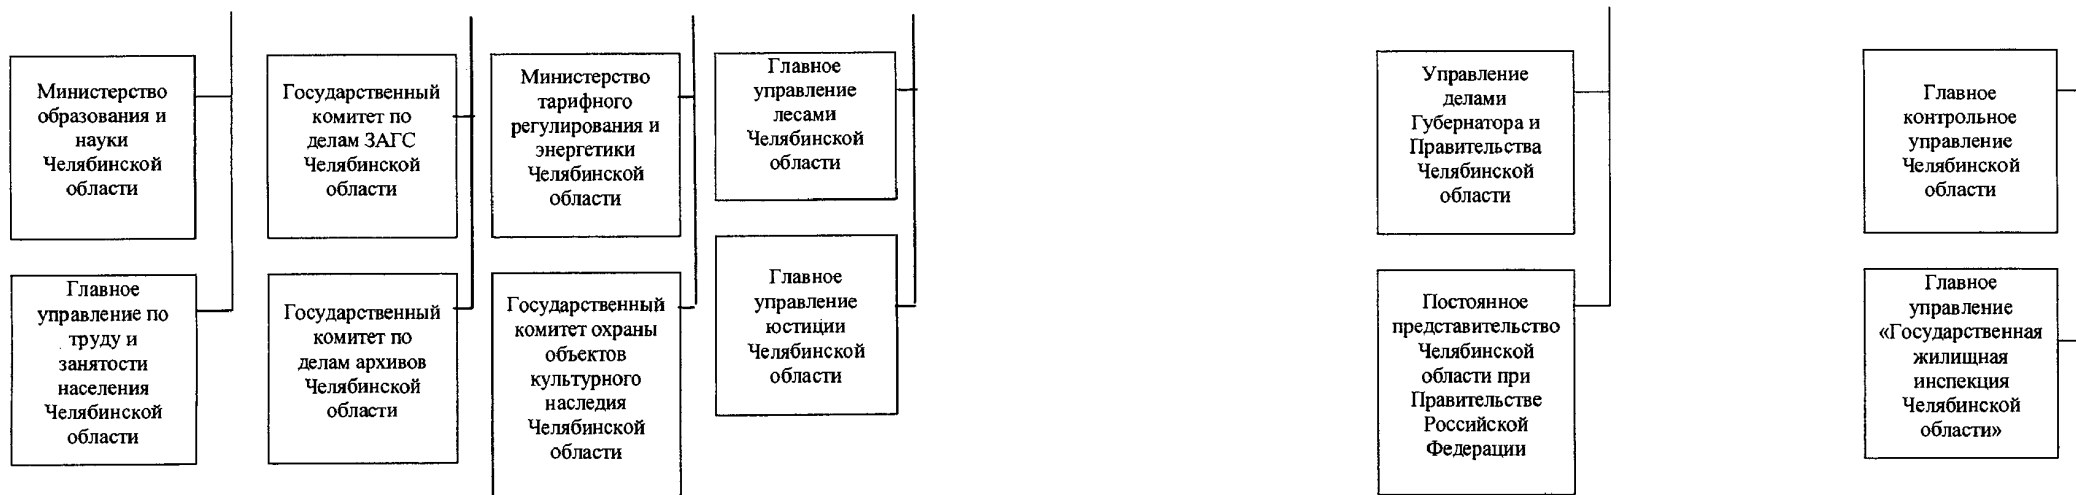 Министерство
образования и
науки
Челябинской
области
Государственный
комитет по
делам ЗАГС
Челябинской
области
Министерство
тарифного
регулирования и
энергетики
Челябинской
области
Главное
управление
лесами
Челябинской
области
Управление
делами
Губернатора и
Правительства
Челябинской
области
Главное
контрольное
управление
Челябинской
области
Главное
управление по
труду и
занятости
населения
Челябинской
области
Государственный
комитет по
делам архивов
Челябинской
области
Государственный
комитет охраны
объектов
культурного
наследия
Челябинской
области
Главное
управление
юстиции
Челябинской
области
Постоянное
представительство
Челябинской
области при
Правительстве
Российской
Федерации
Главное
управление
«Государственная
жилищная
инспекция
Челябинской
области»